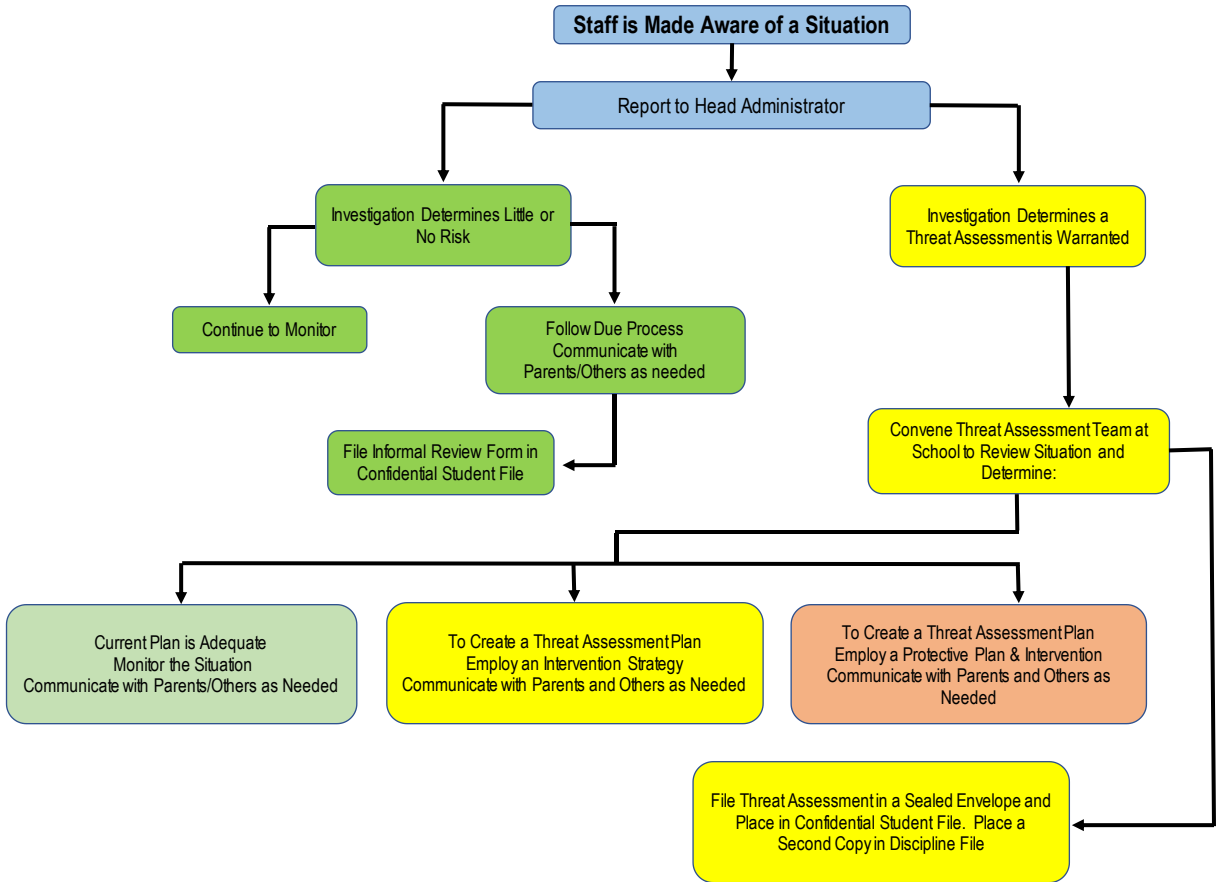 Staff is Made Aware of a Situation
Report to Head Administrator
Investigation Determines Little or
No Risk
Investigation Determines a
Threat Assessment is Warranted
Continue to Monitor
Follow Due Process
Communicate with
Parents/Others as needed
File Informal Review Form in
Confidential Student File
Convene Threat Assessment Team at
School to Review Situation and
Determine:
Current Plan is Adequate
Monitor the Situation
Communicate with Parents/Others as Needed
To Create a Threat Assessment Plan
Employ an Intervention Strategy
Communicate with Parents and Others as Needed
To Create a Threat Assessment Plan
Employ a Protective Plan & Intervention
Communicate with Parents and Others as
Needed
File Threat Assessment in a Sealed Envelope and
Place in Confidential Student File. Place a
Second Copy in Discipline File